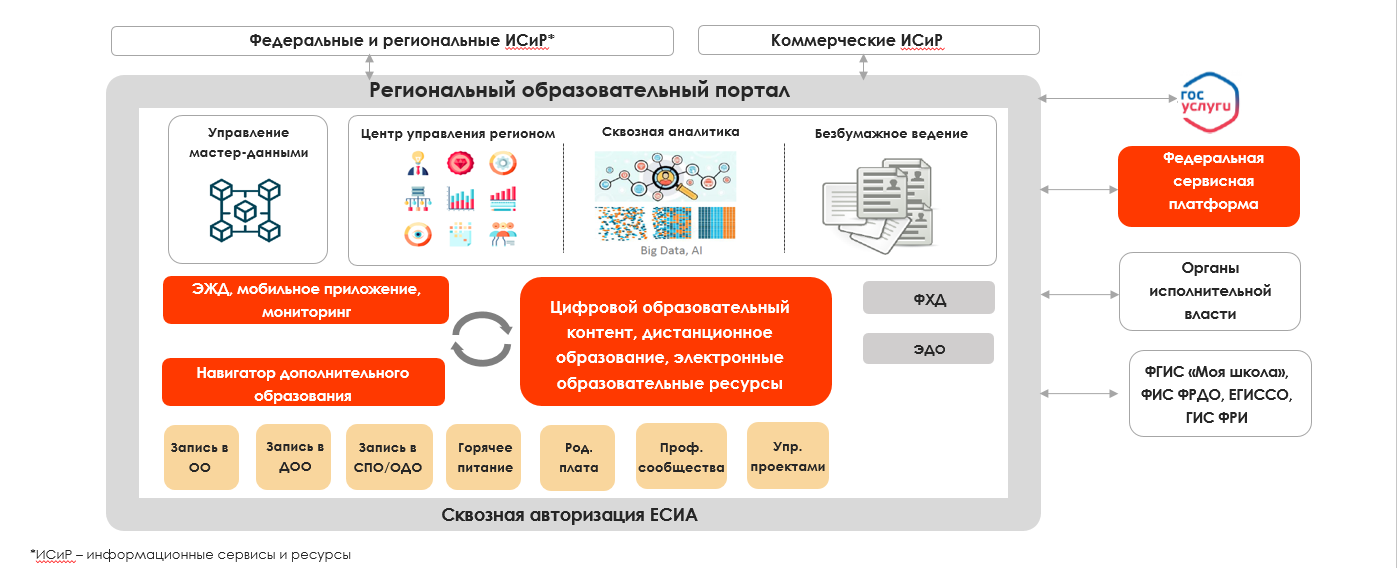 Федеральные и региональные ИСиР*
Коммерческие ИСиР
Региональный образовательный портал
гос
услуги
Управление
мастер-данными
Центр управления регионом
Сквозная аналитика
Безбумажное ведение
Big Data, AI
Федеральная
сервисная
платформа
ЭЖД, мобильное приложение,
мониторинг
Цифровой образовательный
контент, дистанционное
образование, электронные
образовательные ресурсы
ФХД
ЭДО
Органы
исполнительной
власти
Навигатор дополнительного
образования
ФГИС «Моя школа»,
ФИС ФРДО, ЕГИССО,
ГИС ФРИ
Запись в
ОО
Запись в
ДОО
Запись в
СПО/ОДО
Горячее
питание
Род.
плата
Проф.
сообщества
Упр.
проектами
Сквозная авторизация ЕСИА
*ИСиР – информационные сервисы и ресурсы